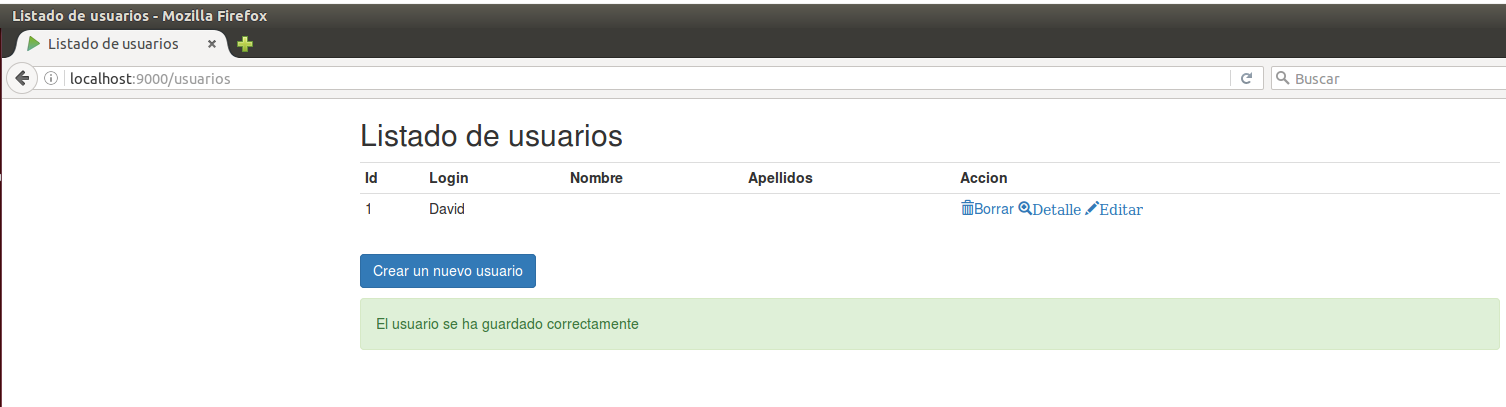 Listado de usuarios - Mozilla Firefox
Listado de usuarios
localhost:9000/usuarios
Buscar
Listado de usuarios
Id Login Nombre Apellidos Accion
1 David Borrar Detalle Editar
Crear un nuevo usuario
El usuario se ha guardado correctamente